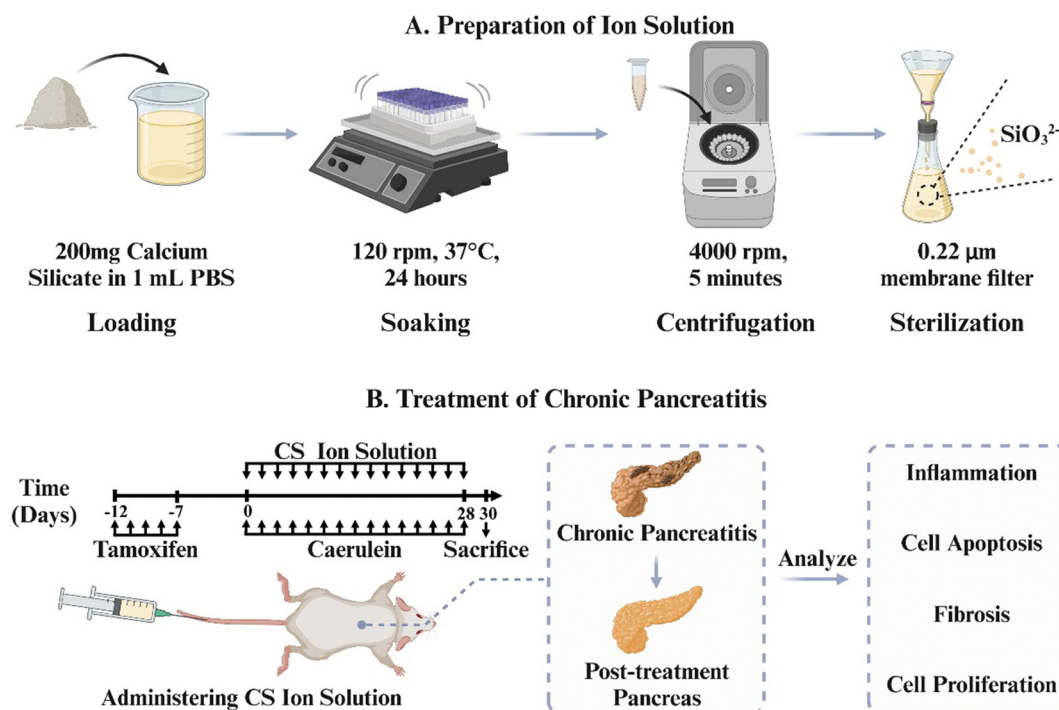 A. Preparation of Ion Solution
SiO₃²⁻
200mg Calcium
Silicate in 1 mL PBS
120 rpm, 37°C,
24 hours
4000 rpm,
5 minutes
0.22 μm
membrane filter
Loading
Soaking
Centrifugation
Sterilization
B. Treatment of Chronic Pancreatitis
CS Ion Solution
Time
(Days)
-12
-7
0
28
30
Tamoxifen
Caerulein
Sacrifice
Administering CS Ion Solution
Chronic Pancreatitis
Post-treatment
Pancreas
Analyze
Inflammation
Cell Apoptosis
Fibrosis
Cell Proliferation